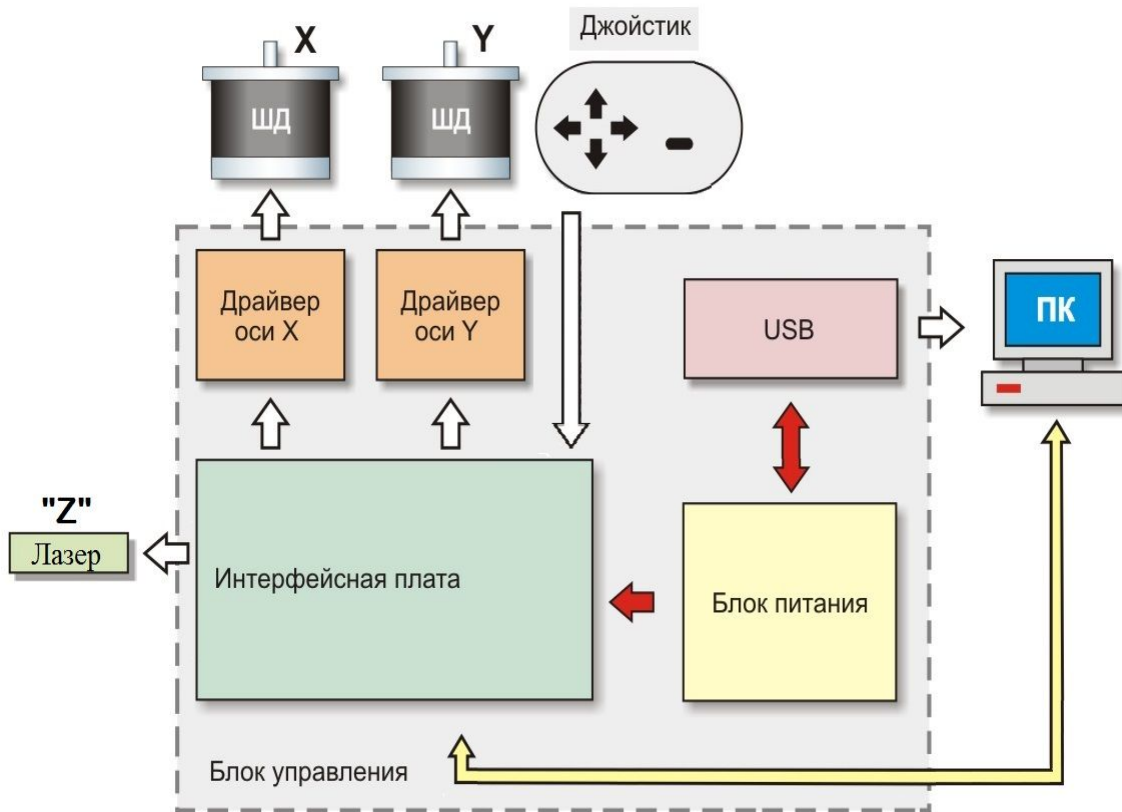 X
Y
Джойстик
ШД
ШД
Драйвер
оси X
Драйвер
оси Y
USB
ПК
"Z"
Лазер
Интерфейсная плата
Блок питания
Блок управления